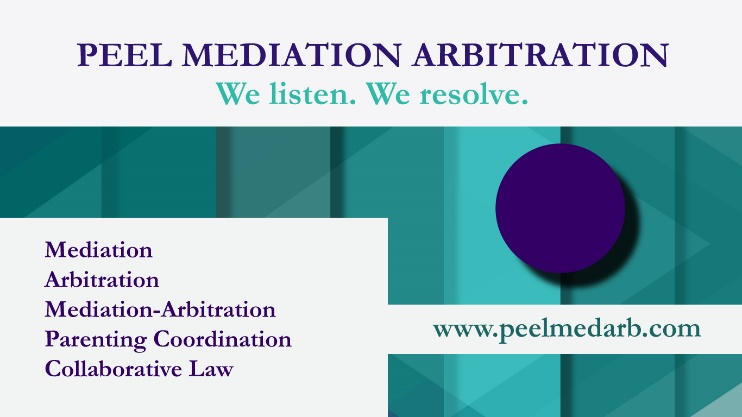 PEEL MEDIATION ARBITRATION
We listen. We resolve.
Mediation
Arbitration
Mediation-Arbitration
Parenting Coordination
Collaborative Law
www.peelmedarb.com